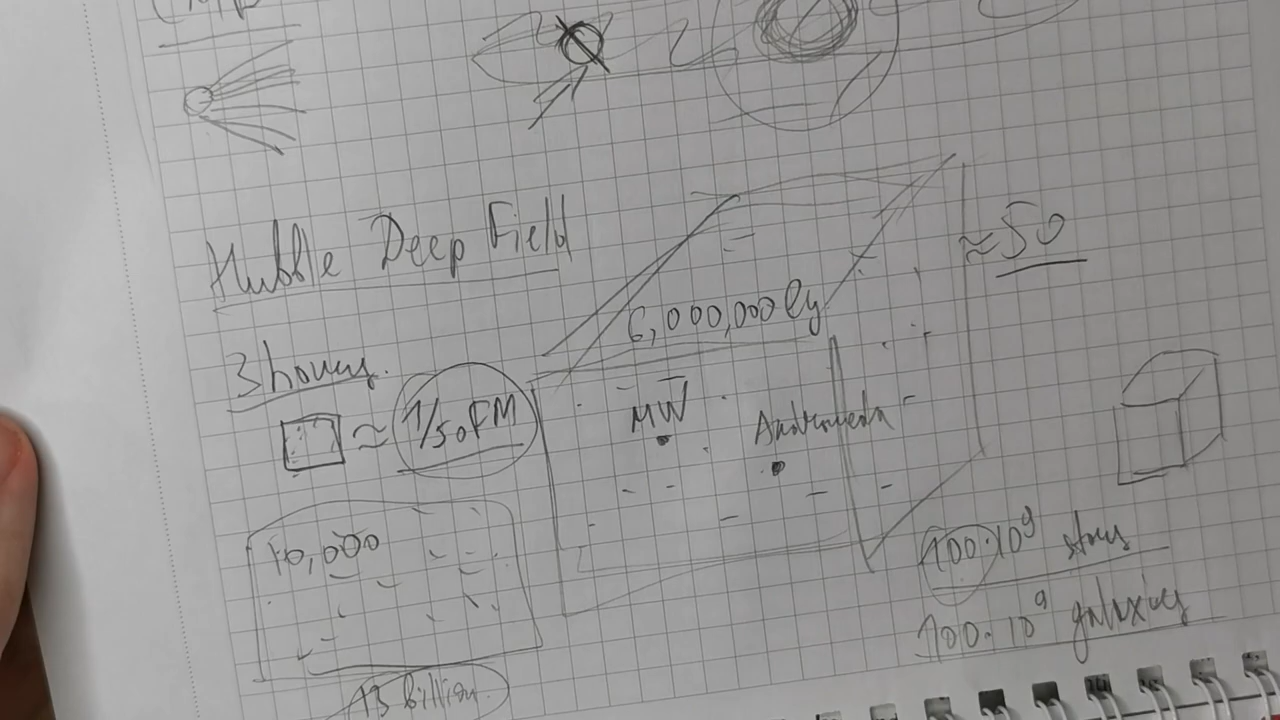 Hubble Deep Field
≈50
6,000,000 ly
3 hours.
≈ 1/50 FM
MW
Andromeda
10,000
100·10⁹ stars
100·10⁹ galaxies
13 billion